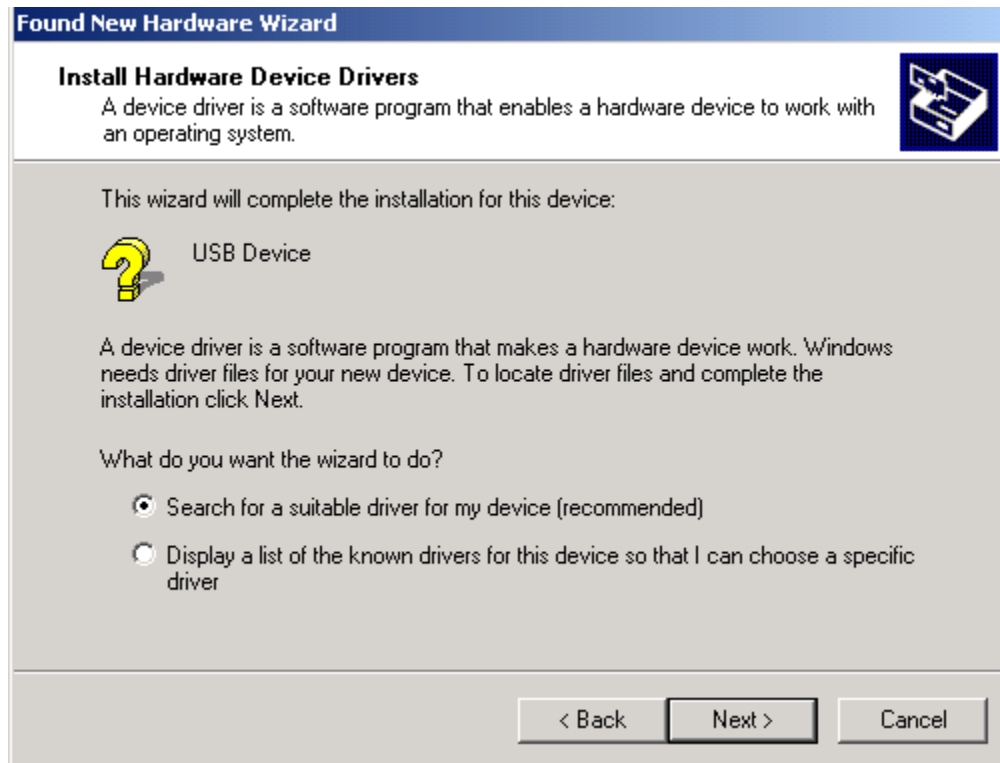 Found New Hardware Wizard
Install Hardware Device Drivers
A device driver is a software program that enables a hardware device to work with
an operating system.
This wizard will complete the installation for this device:
USB Device
A device driver is a software program that makes a hardware device work. Windows
needs driver files for your new device. To locate driver files and complete the
installation click Next.
What do you want the wizard to do?
Search for a suitable driver for my device (recommended)
Display a list of the known drivers for this device so that I can choose a specific
driver
< Back Next > Cancel